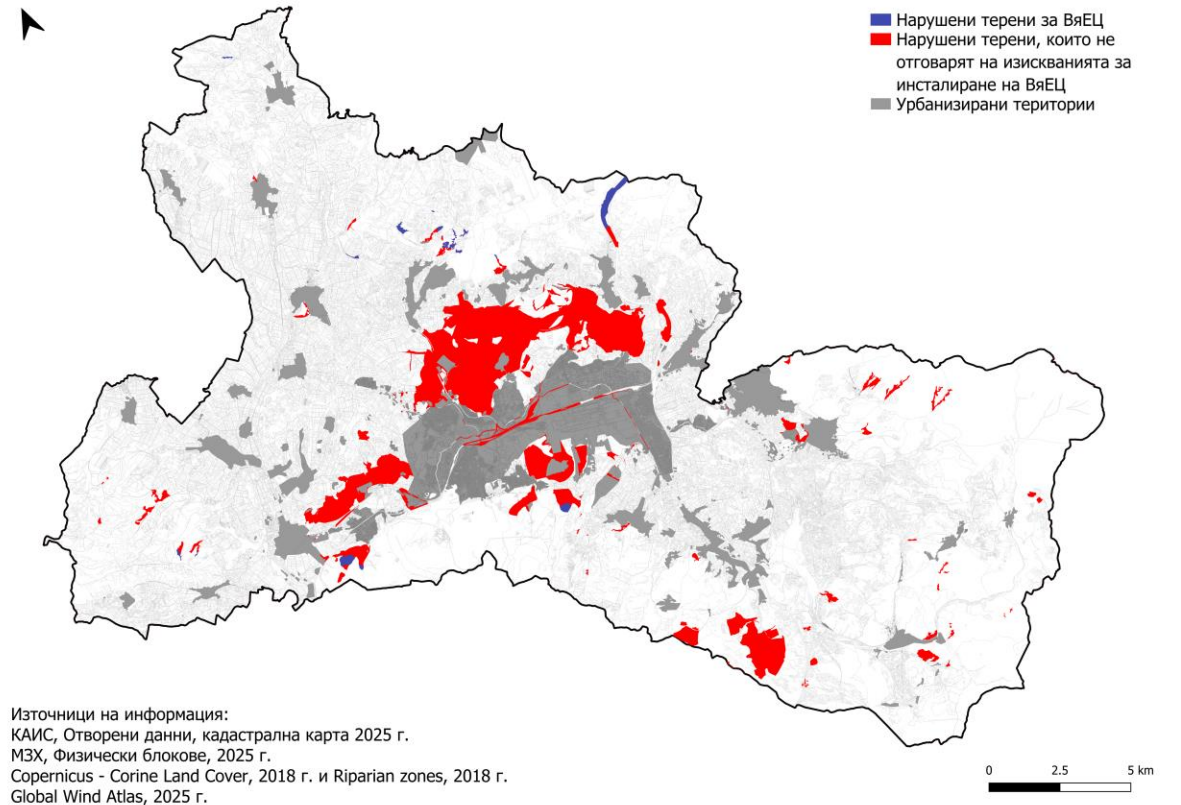 Нарушени терени за ВяЕЦ
Нарушени терени, които не
отговарят на изискванията за
инсталиране на ВяЕЦ
Урбанизирани територии
Източници на информация:
КАИС, Отворени данни, кадастрална карта 2025 г.
МЗХ, Физически блокове, 2025 г.
Copernicus - Corine Land Cover, 2018 г. и Riparian zones, 2018 г.
Global Wind Atlas, 2025 г.
0 2.5 5 km